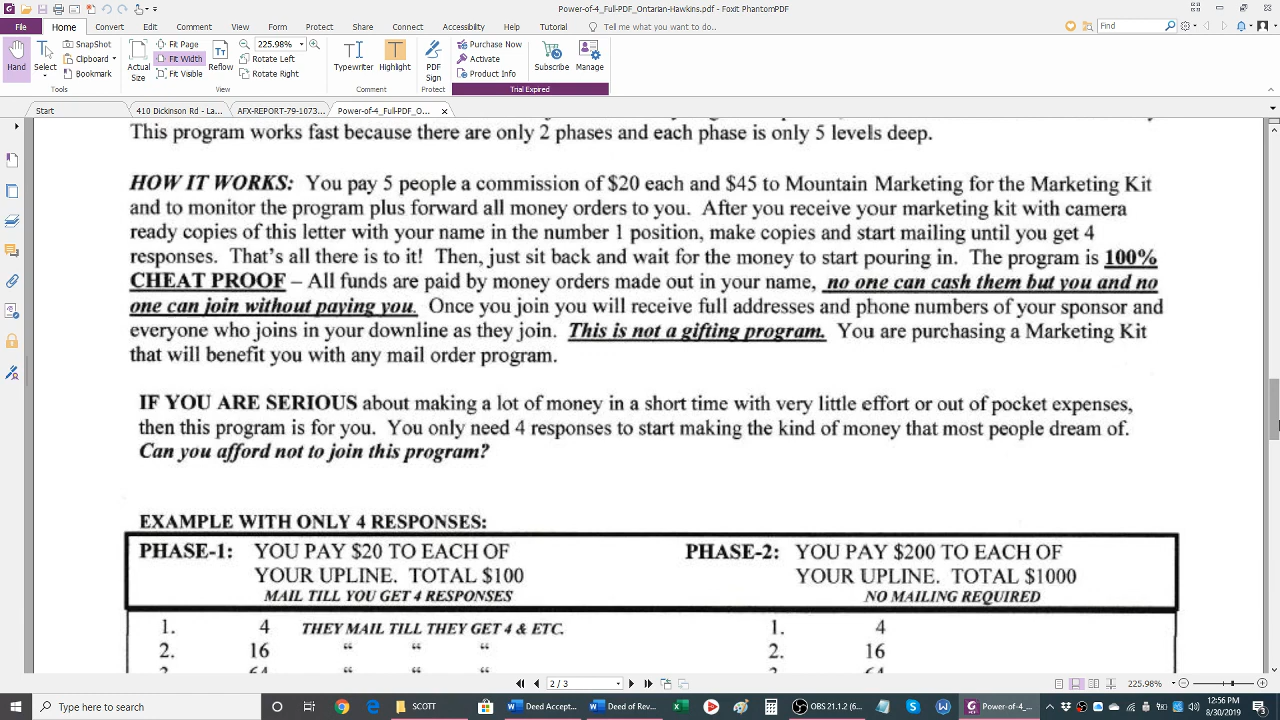 Power-of-4_Full-PDF_Ontarian-Hawkins.pdf - Foxit PhantomPDF
File Home Convert Edit Organize Comment View Form Protect Share Connect Accessibility Help Tutorial Tell me what you want to do.. Find
Hand
Select
SnapShot
Clipboard
Bookmark
Tools
Actual Size
Fit Page
Fit Width
Fit Visible
Reflow
225.98%
Rotate Left
Rotate Right
View
Typewriter
Highlight
Comment
PDF Sign
Protect
Purchase Now
Activate
Product Info
Subscribe
Manage
Trial Expired
Start 410 Dickinson Rd - La... AFX-REPORT-79-1073... Power-of-4_Full-PDF_O...
This program works fast because there are only 2 phases and each phase is only 5 levels deep.
HOW IT WORKS: You pay 5 people a commission of $20 each and $45 to Mountain Marketing for the Marketing Kit
and to monitor the program plus forward all money orders to you. After you receive your marketing kit with camera
ready copies of this letter with your name in the number 1 position, make copies and start mailing until you get 4
responses. That's all there is to it! Then, just sit back and wait for the money to start pouring in. The program is 100%
CHEAT PROOF – All funds are paid by money orders made out in your name, no one can cash them but you and no
one can join without paying you. Once you join you will receive full addresses and phone numbers of your sponsor and
everyone who joins in your downline as they join. This is not a gifting program. You are purchasing a Marketing Kit
that will benefit you with any mail order program.
IF YOU ARE SERIOUS about making a lot of money in a short time with very little effort or out of pocket expenses,
then this program is for you. You only need 4 responses to start making the kind of money that most people dream of.
Can you afford not to join this program?
EXAMPLE WITH ONLY 4 RESPONSES:
PHASE-1: YOU PAY $20 TO EACH OF
YOUR UPLINE. TOTAL $100
MAIL TILL YOU GET 4 RESPONSES
PHASE-2: YOU PAY $200 TO EACH OF
YOUR UPLINE. TOTAL $1000
NO MAILING REQUIRED
1. 4 THEY MAIL TILL THEY GET 4 & ETC. 1. 4
2. 16 “ “ “ 2. 16
2 / 3 225.98%
Type here to search SCOTT Deed Accept... Deed of Rev... OBS 21.1.2 (6... Power-of-4_... 12:56 PM
8/30/2019